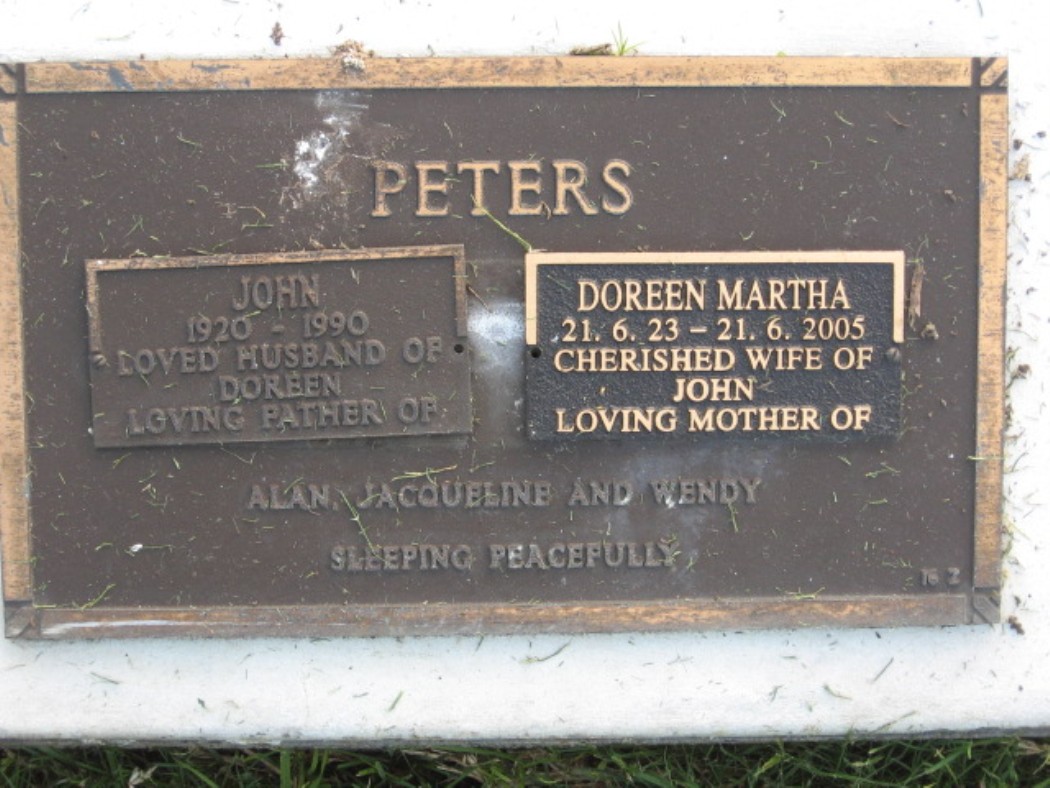 PETERS
JOHN
1920 - 1990
LOVED HUSBAND OF
DOREEN
LOVING FATHER OF
DOREEN MARTHA
21. 6. 23 – 21. 6. 2005
CHERISHED WIFE OF
JOHN
LOVING MOTHER OF
ALAN, JACQUELINE AND WENDY
SLEEPING PEACEFULLY
16 2